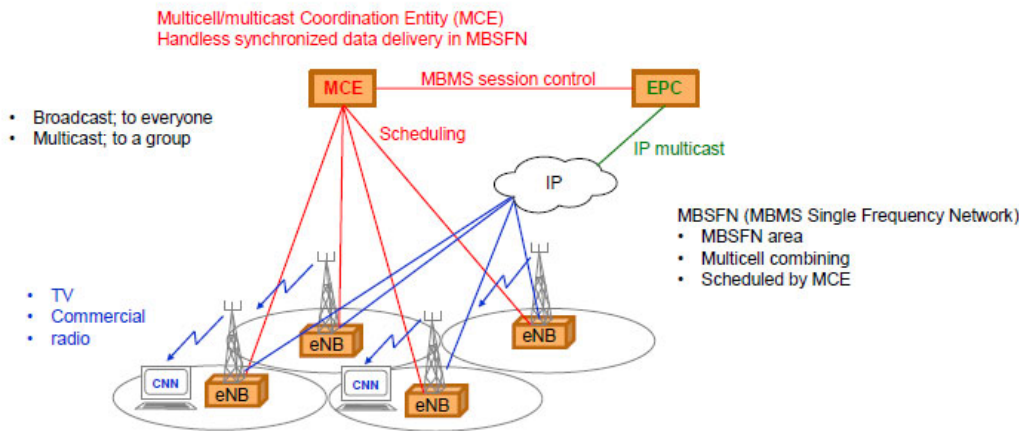 Multicell/multicast Coordination Entity (MCE)
Handless synchronized data delivery in MBSFN
MCE
MBMS session control
EPC
• Broadcast; to everyone
• Multicast; to a group
Scheduling
IP multicast
IP
MBSFN (MBMS Single Frequency Network)
• MBSFN area
• Multicell combining
• Scheduled by MCE
• TV
• Commercial
• radio
eNB
eNB
CNN
eNB
CNN
eNB